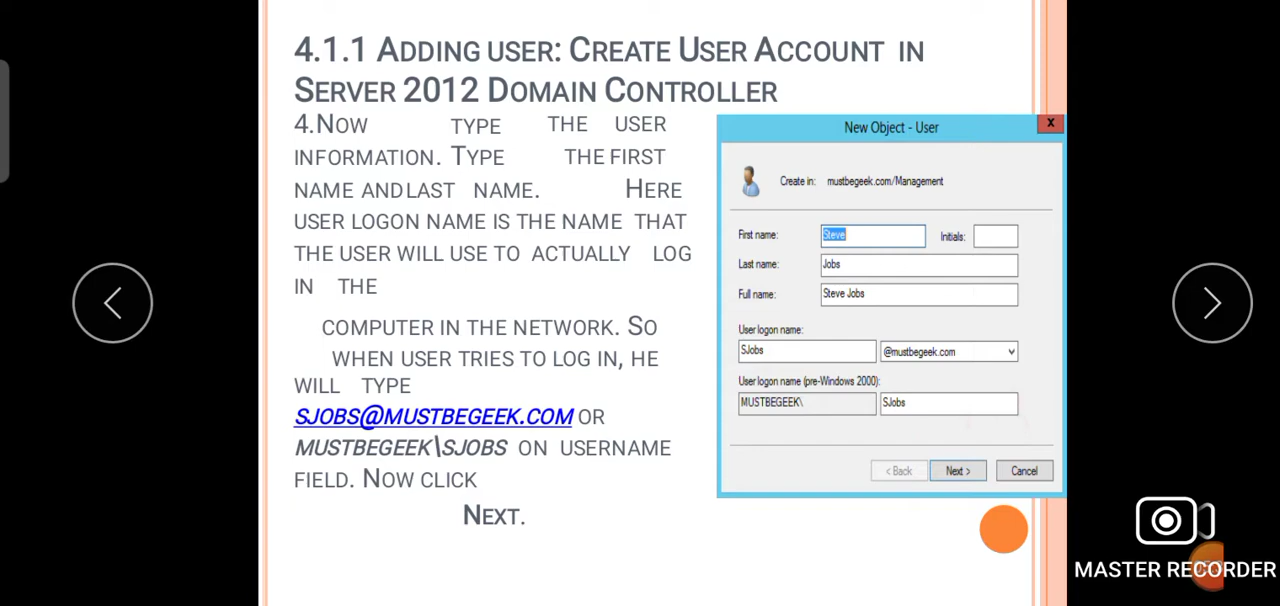 4.1.1 ADDING USER: CREATE USER ACCOUNT IN
SERVER 2012 DOMAIN CONTROLLER
4.NOW TYPE THE USER
INFORMATION. TYPE THE FIRST
NAME AND LAST NAME. HERE
USER LOGON NAME IS THE NAME THAT
THE USER WILL USE TO ACTUALLY LOG
IN THE
COMPUTER IN THE NETWORK. SO
WHEN USER TRIES TO LOG IN, HE
WILL TYPE
SJOBS@MUSTBEGEEK.COM OR
MUSTBEGEEK\SJOBS ON USERNAME
FIELD. NOW CLICK
NEXT.
New Object - User
x
Create in: mustbegeek.com/Management
First name: Steve Initials:
Last name: Jobs
Full name: Steve Jobs
User logon name:
SJobs @mustbegeek.com
User logon name (pre-Windows 2000):
MUSTBEGEEK\ SJobs
< Back Next > Cancel
MASTER RECORDER